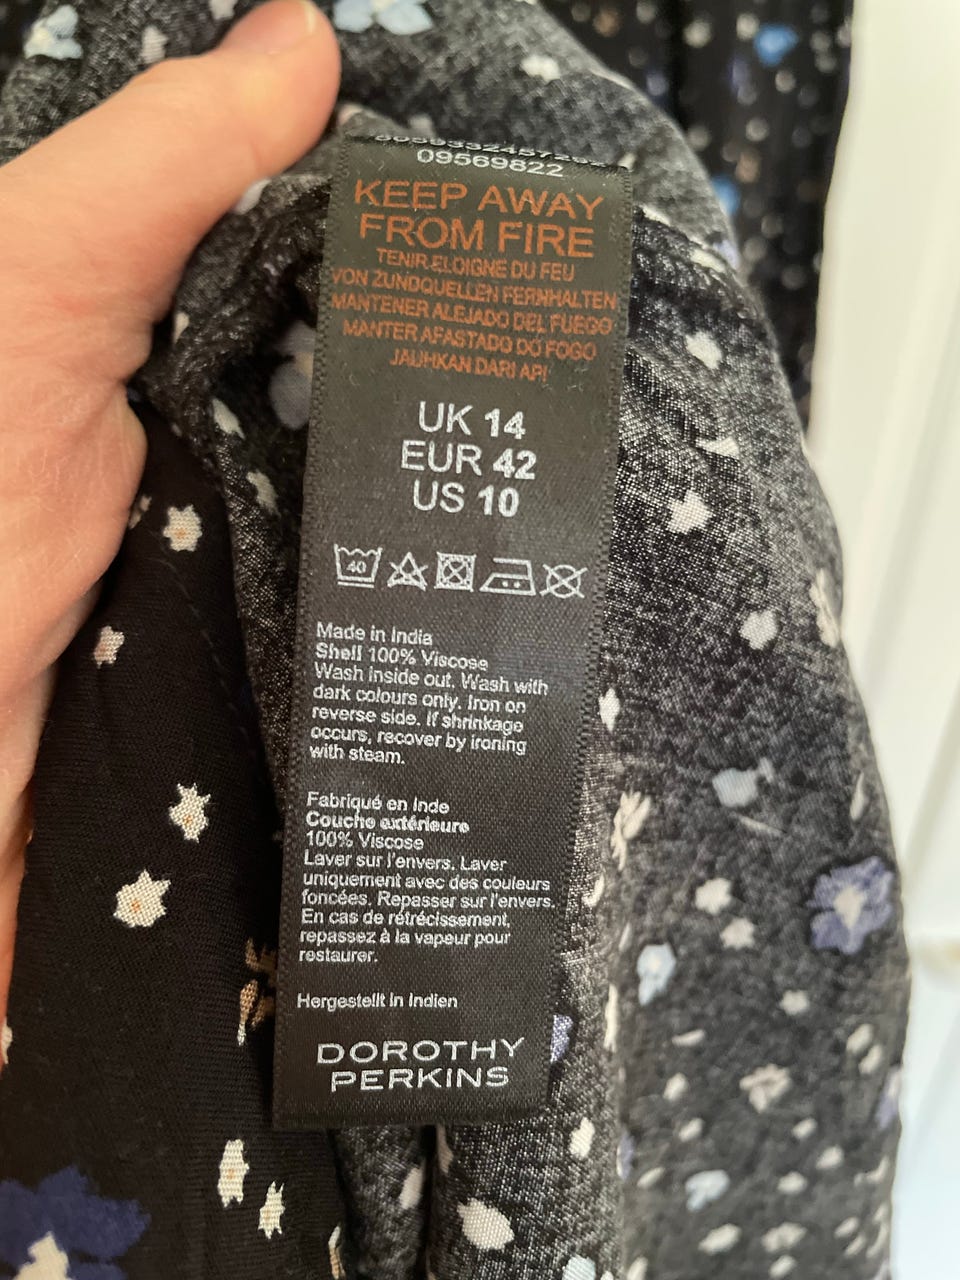 09569822
KEEP AWAY
FROM FIRE
TENIR ELOIGNE DU FEU
VON ZUNDQUELLEN FERNHALTEN
MANTENER ALEJADO DEL FUEGO
MANTER AFASTADO DO FOGO
JAUHKAN DARI API
UK 14
EUR 42
US 10
40
Made in India
Shell 100% Viscose
Wash inside out. Wash with
dark colours only. Iron on
reverse side. If shrinkage
occurs, recover by ironing
with steam.
Fabriqué en Inde
Couche extérieure
100% Viscose
Laver sur l'envers. Laver
uniquement avec des couleurs
foncées. Repasser sur l'envers.
En cas de rétrécissement,
repassez à la vapeur pour
restaurer.
Hergestellt in Indien
DOROTHY
PERKINS